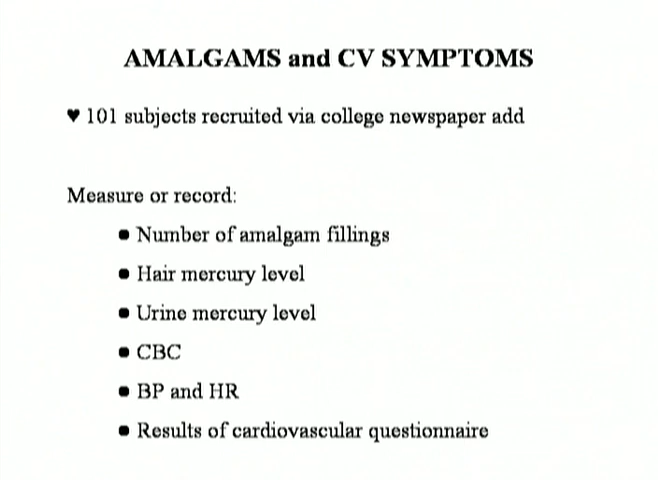 AMALGAMS and CV SYMPTOMS
♥ 101 subjects recruited via college newspaper add
Measure or record:
● Number of amalgam fillings
● Hair mercury level
● Urine mercury level
● CBC
● BP and HR
● Results of cardiovascular questionnaire